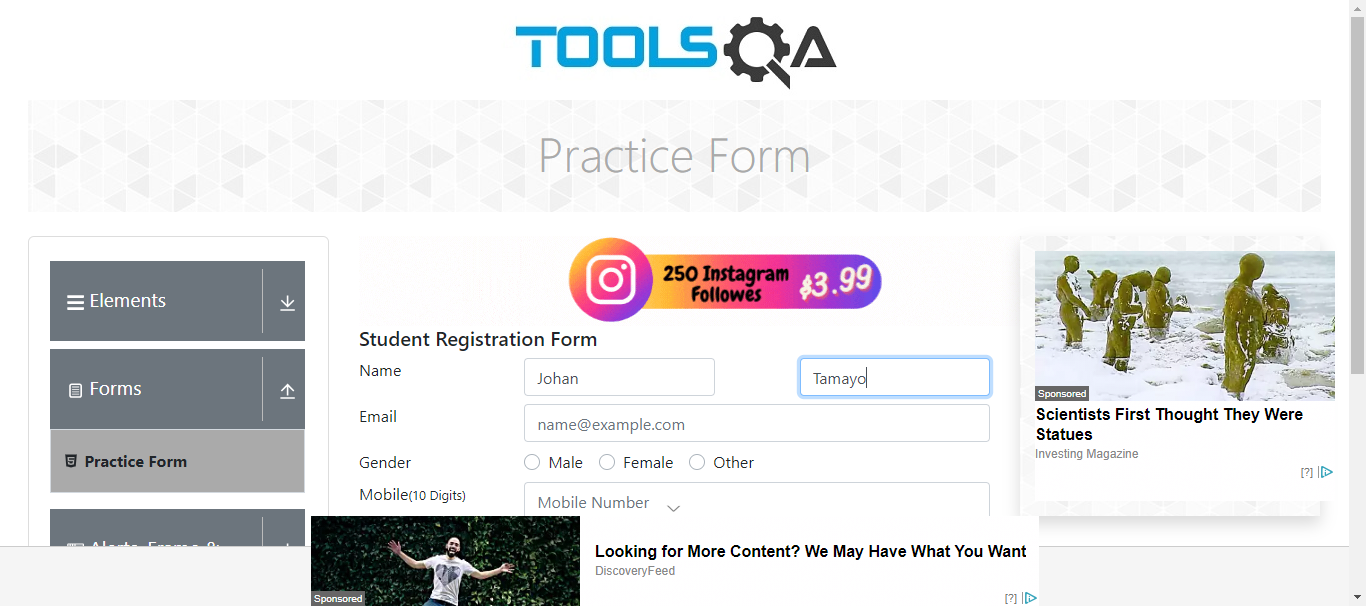 TOOLSQA
Practice Form
Elements
Forms
Practice Form
250 Instagram
Followes
$3.99
Student Registration Form
Name
Johan
Tamayo
Email
name@example.com
Gender
Male
Female
Other
Mobile(10 Digits)
Mobile Number
Sponsored
Scientists First Thought They Were
Statues
Investing Magazine
[?]
Sponsored
Looking for More Content? We May Have What You Want
DiscoveryFeed
[?]